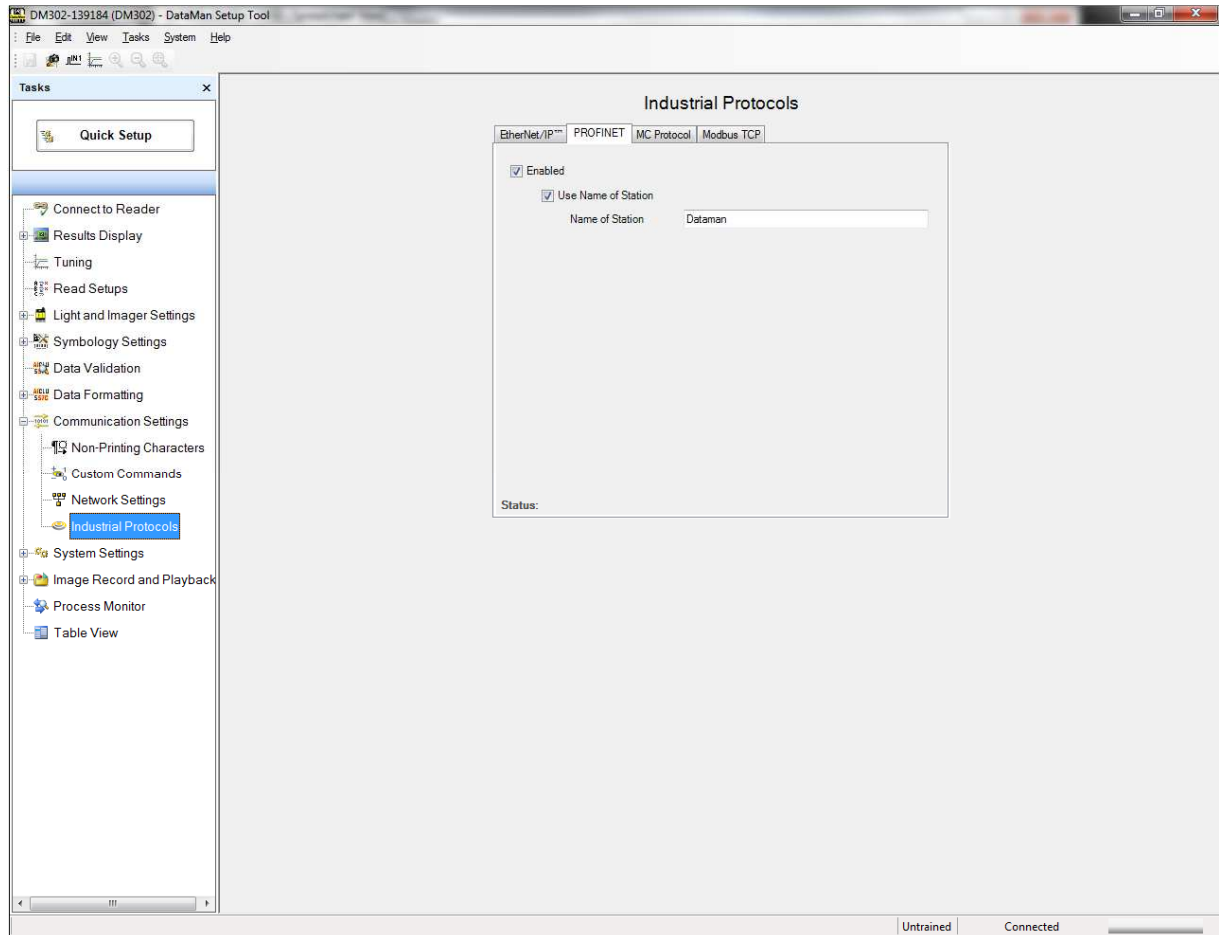 DM302-139184 (DM302) - DataMan Setup Tool
File Edit View Tasks System Help
IN1
Tasks
Quick Setup
Connect to Reader
Results Display
Tuning
Read Setups
Light and Imager Settings
Symbology Settings
Data Validation
Data Formatting
Communication Settings
Non-Printing Characters
Custom Commands
Network Settings
Industrial Protocols
System Settings
Image Record and Playback
Process Monitor
Table View
Industrial Protocols
EtherNet/IP™ PROFINET MC Protocol Modbus TCP
Enabled
Use Name of Station
Name of Station Dataman
Status:
Untrained Connected